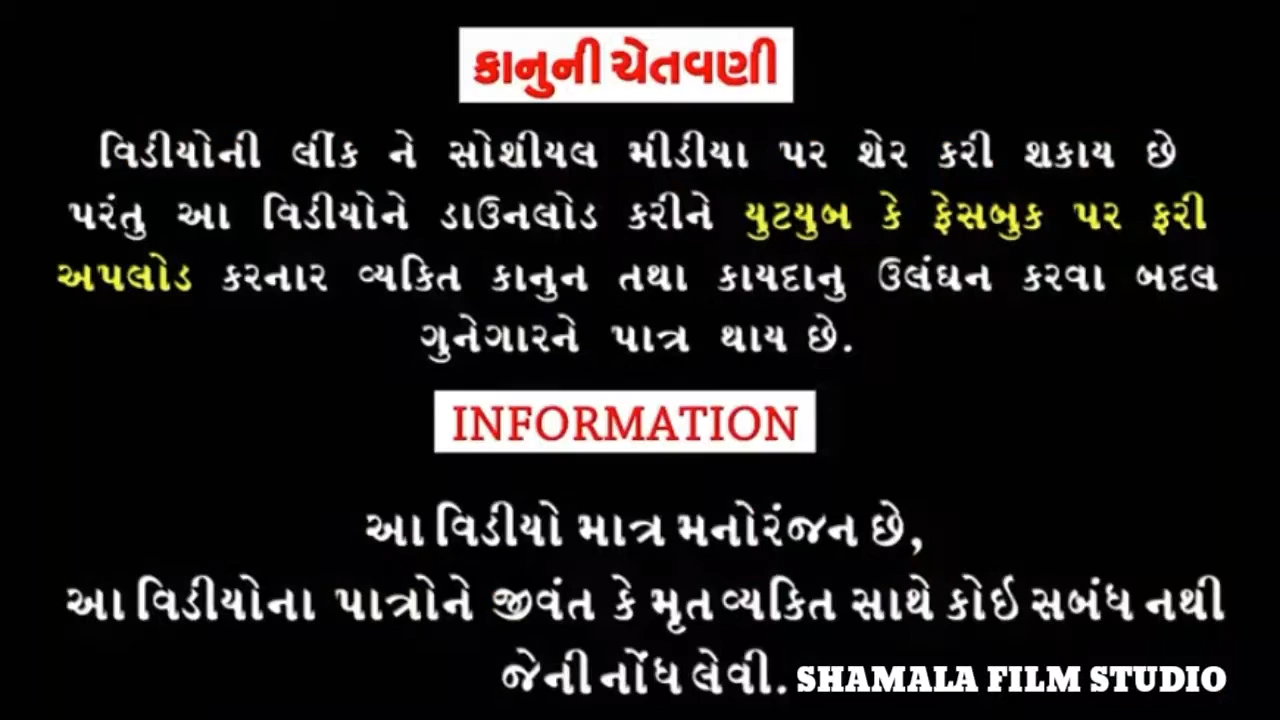 કાનુની ચેતવણી
વિડીયોની લીંક ને સોશીયલ મીડીયા પર શેર કરી શકાય છે
પરંતુ આ વિડીયોને ડાઉનલોડ કરીને યુટયુબ કે ફેસબુક પર ફરી
અપલોડ કરનાર વ્યકિત કાનુન તથા કાયદાનુ ઉલંઘન કરવા બદલ
ગુનેગારને પાત્ર થાય છે.
INFORMATION
આ વિડીયો માત્ર મનોરંજન છે,
આ વિડીયોના પાત્રોને જીવંત કે મૃત વ્યકિત સાથે કોઇ સબંધ નથી
જેની નોંધ લેવી. SHAMALA FILM STUDIO